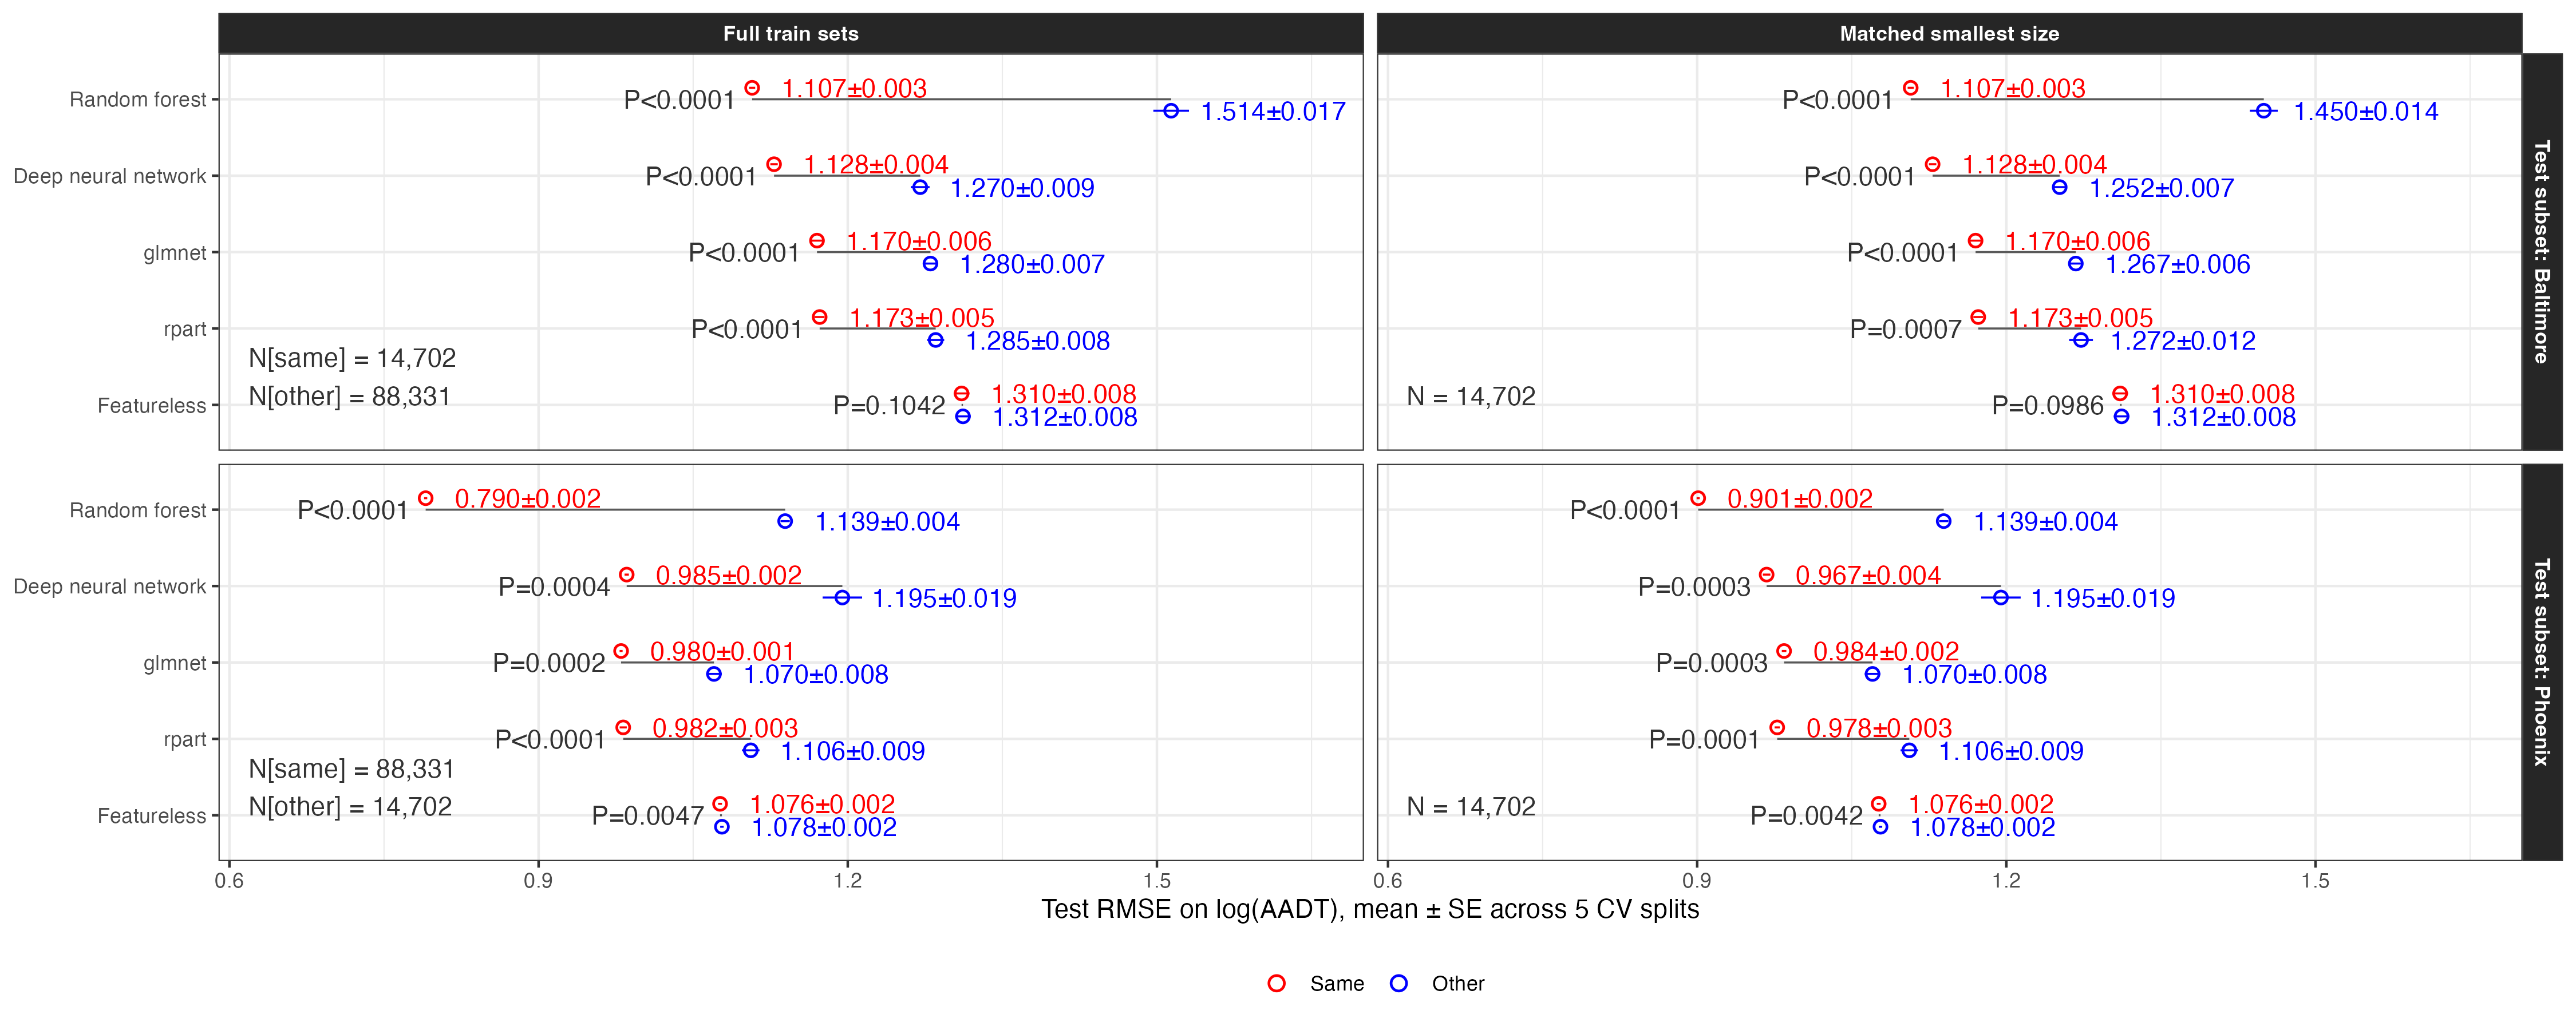 Full train sets
Matched smallest size
Random forest
P<0.0001
1.107±0.003
1.514±0.017
P<0.0001
1.107±0.003
1.450±0.014
Deep neural network
P<0.0001
1.128±0.004
1.270±0.009
P<0.0001
1.128±0.004
1.252±0.007
glmnet
P<0.0001
1.170±0.006
1.280±0.007
P<0.0001
1.170±0.006
1.267±0.006
rpart
P<0.0001
1.173±0.005
1.285±0.008
P=0.0007
1.173±0.005
1.272±0.012
N[same] = 14,702
N[other] = 88,331
Featureless
P=0.1042
1.310±0.008
1.312±0.008
N = 14,702
P=0.0986
1.310±0.008
1.312±0.008
Test subset: Baltimore
Random forest
P<0.0001
0.790±0.002
1.139±0.004
P<0.0001
0.901±0.002
1.139±0.004
Deep neural network
P=0.0004
0.985±0.002
1.195±0.019
P=0.0003
0.967±0.004
1.195±0.019
glmnet
P=0.0002
0.980±0.001
1.070±0.008
P=0.0003
0.984±0.002
1.070±0.008
rpart
P<0.0001
0.982±0.003
1.106±0.009
P=0.0001
0.978±0.003
1.106±0.009
N[same] = 88,331
N[other] = 14,702
Featureless
P=0.0047
1.076±0.002
1.078±0.002
N = 14,702
P=0.0042
1.076±0.002
1.078±0.002
Test subset: Phoenix
0.6 0.9 1.2 1.5
0.6 0.9 1.2 1.5
Test RMSE on log(AADT), mean ± SE across 5 CV splits
Same Other